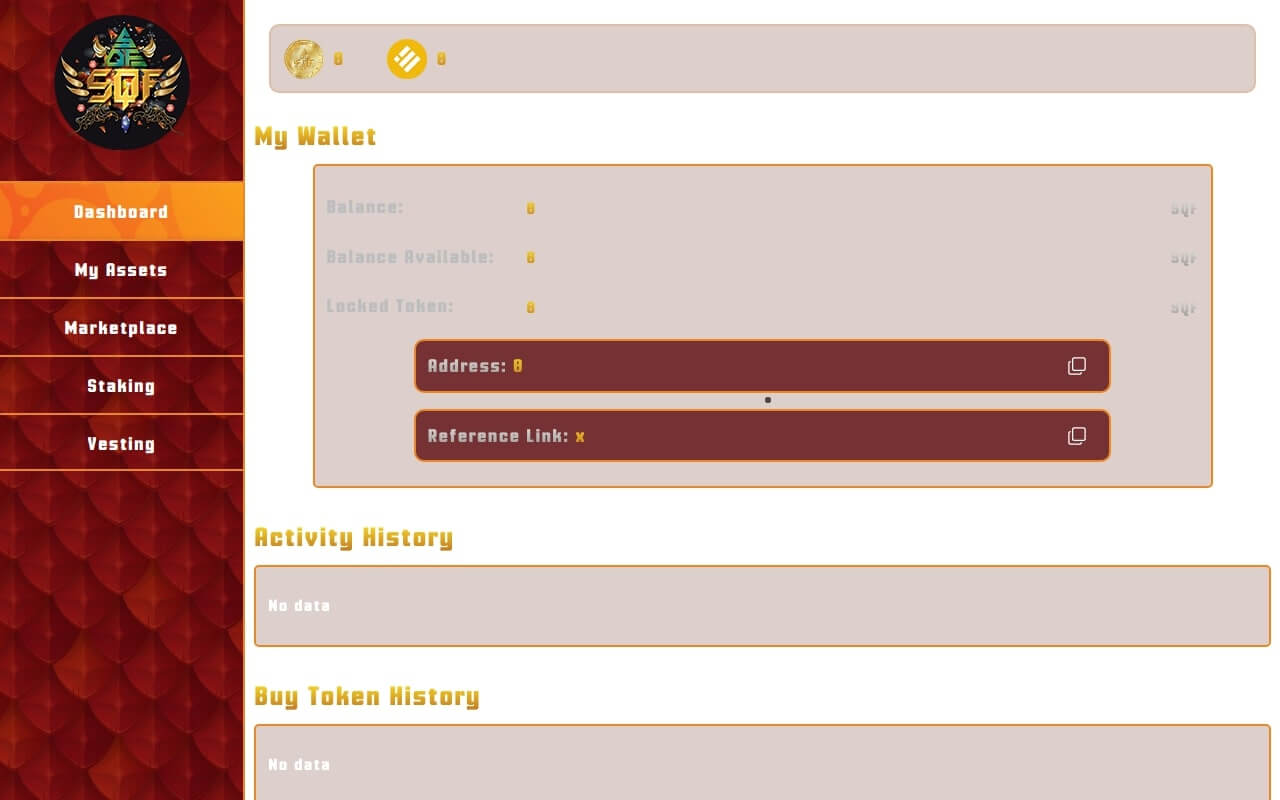 SQF
Dashboard
My Assets
Marketplace
Staking
Vesting
0 0
My Wallet
Balance: 0 SQF
Balance Available: 0 SQF
Locked Token: 0 SQF
Address: 0
Reference Link: x
Activity History
No data
Buy Token History
No data